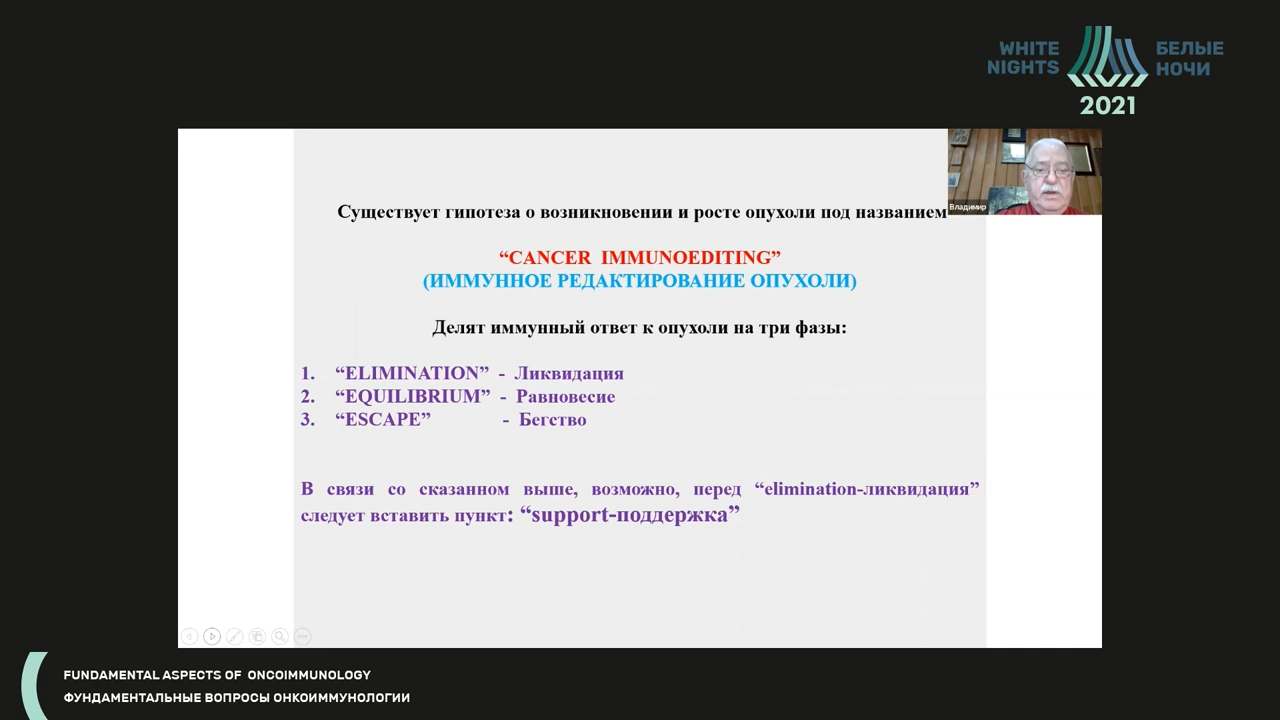 WHITE NIGHTS
БЕЛЫЕ НОЧИ
2021
Владимир
Существует гипотеза о возникновении и росте опухоли под названием
“CANCER IMMUNOEDITING”
(ИММУННОЕ РЕДАКТИРОВАНИЕ ОПУХОЛИ)
Делят иммунный ответ к опухоли на три фазы:
1. “ELIMINATION” - Ликвидация
2. “EQUILIBRIUM” - Равновесие
3. “ESCAPE” - Бегство
В связи со сказанном выше, возможно, перед “elimination-ликвидация”
следует вставить пункт: “support-поддержка”
FUNDAMENTAL ASPECTS OF ONCOIMMUNOLOGY
ФУНДАМЕНТАЛЬНЫЕ ВОПРОСЫ ОНКОИММУНОЛОГИИ